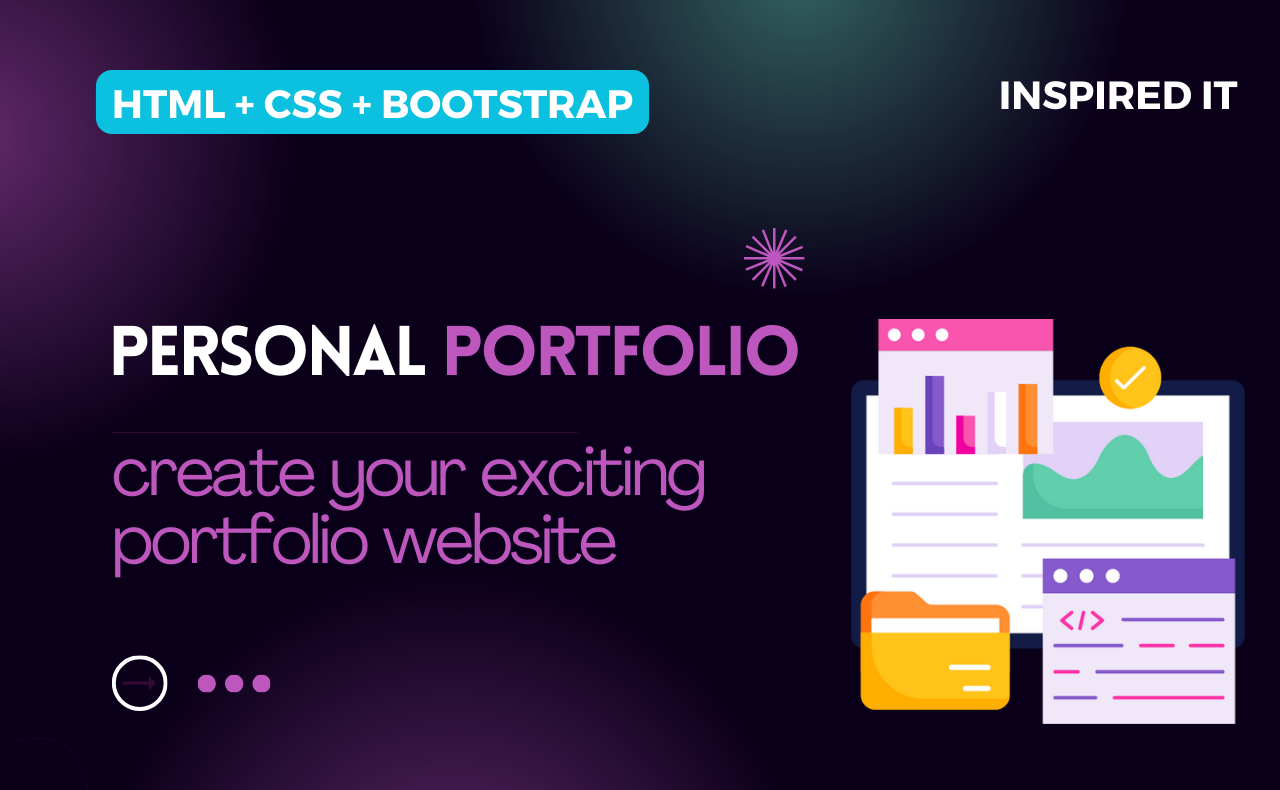 HTML + CSS + BOOTSTRAP
INSPIRED IT
PERSONAL PORTFOLIO
create your exciting
portfolio website
</>